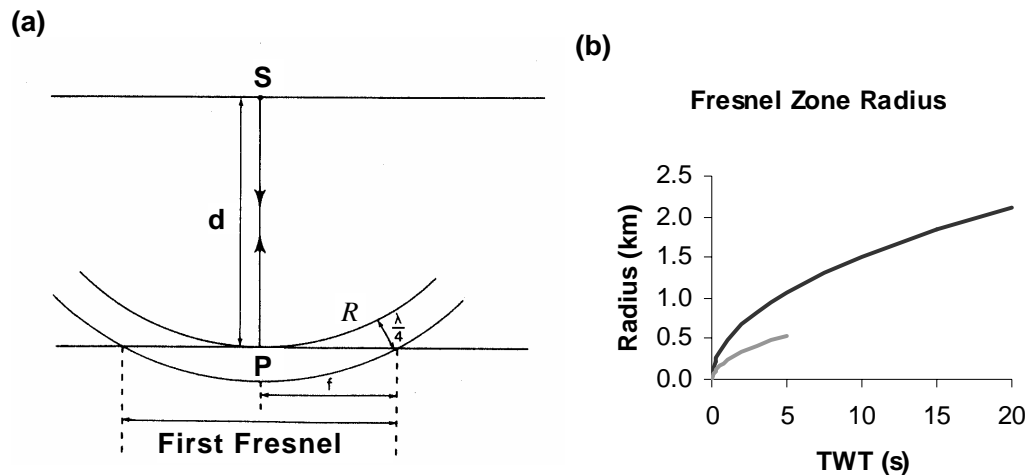 (a)
S
d
R
λ/4
P
f
First Fresnel
(b)
Fresnel Zone Radius
Radius (km)
2.5
2.0
1.5
1.0
0.5
0.0
0 5 10 15 20
TWT (s)